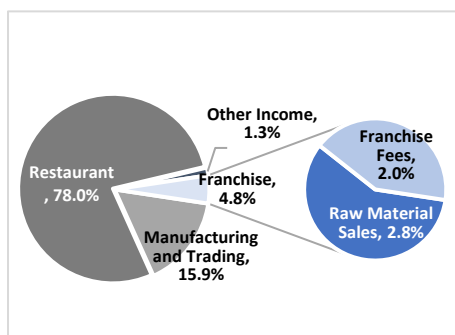 Other Income,
1.3%
Franchise
Fees,
2.0%
Restaurant
, 78.0%
Franchise,
4.8%
Raw Material
Sales, 2.8%
Manufacturing
and Trading,
15.9%